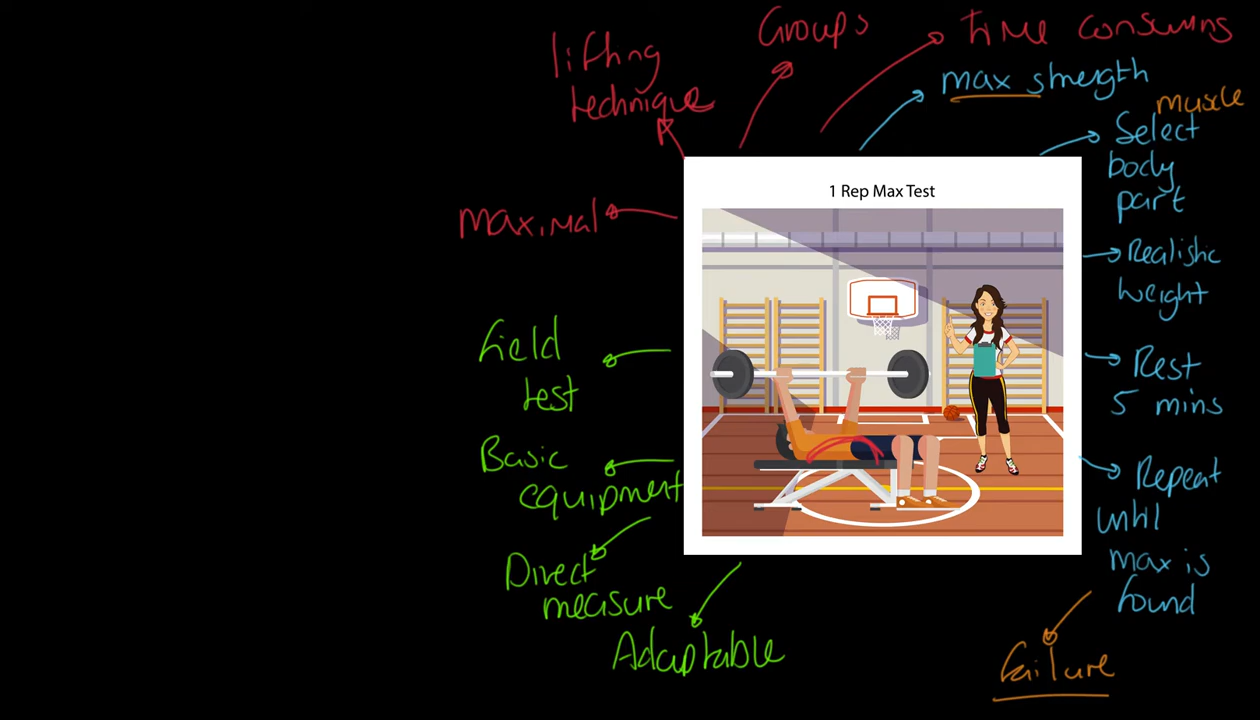 Groups
time consuming
lifting
technique
max strength
muscle
Select
body
part
1 Rep Max Test
maximal
Realistic
weight
field
test
Rest
5 mins
Basic
equipment
Repeat
until
max is
found
Direct
measure
Adaptable
failure